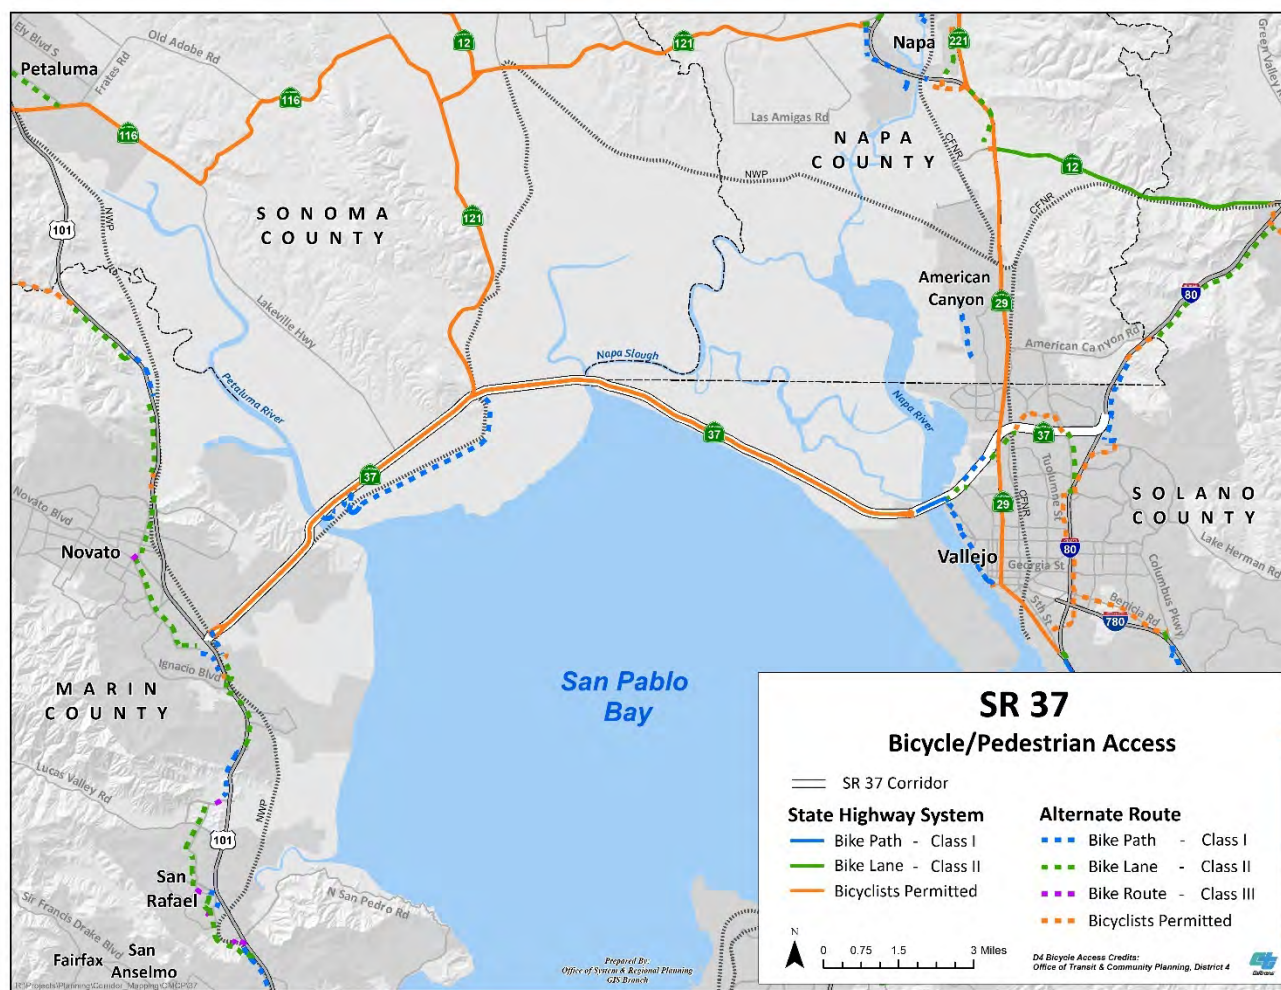 Ely Blvd S
Old Adobe Rd
Frates Rd
Petaluma
12
121
Napa
221
Green Valley Rd
116
116
Las Amigas Rd
NAPA
COUNTY
CFNR
12
NWP
CFNR
SONOMA
COUNTY
121
101
NWP
Lakeville Hwy
American
Canyon
29
80
American Canyon Rd
Napa Slough
Petaluma River
Napa River
37
37
37
Tuolumne St
SOLANO
COUNTY
Novato Blvd
Novato
29
CFNR
80
Lake Herman Rd
Vallejo
Georgia St
Columbus Pkwy
5th St
Benicia Rd
780
Ignacio Blvd
MARIN
COUNTY
San Pablo
Bay
Lucas Valley Rd
NWP
101
San
Rafael
N San Pedro Rd
Sir Francis Drake Blvd
San
Anselmo
Fairfax
Prepared By:
Office of System & Regional Planning
GIS Branch
SR 37
Bicycle/Pedestrian Access
SR 37 Corridor
State Highway System
Bike Path - Class I
Bike Lane - Class II
Bicyclists Permitted
Alternate Route
Bike Path - Class I
Bike Lane - Class II
Bike Route - Class III
Bicyclists Permitted
N
0 0.75 1.5 3 Miles
D4 Bicycle Access Credits:
Office of Transit & Community Planning, District 4
Caltrans